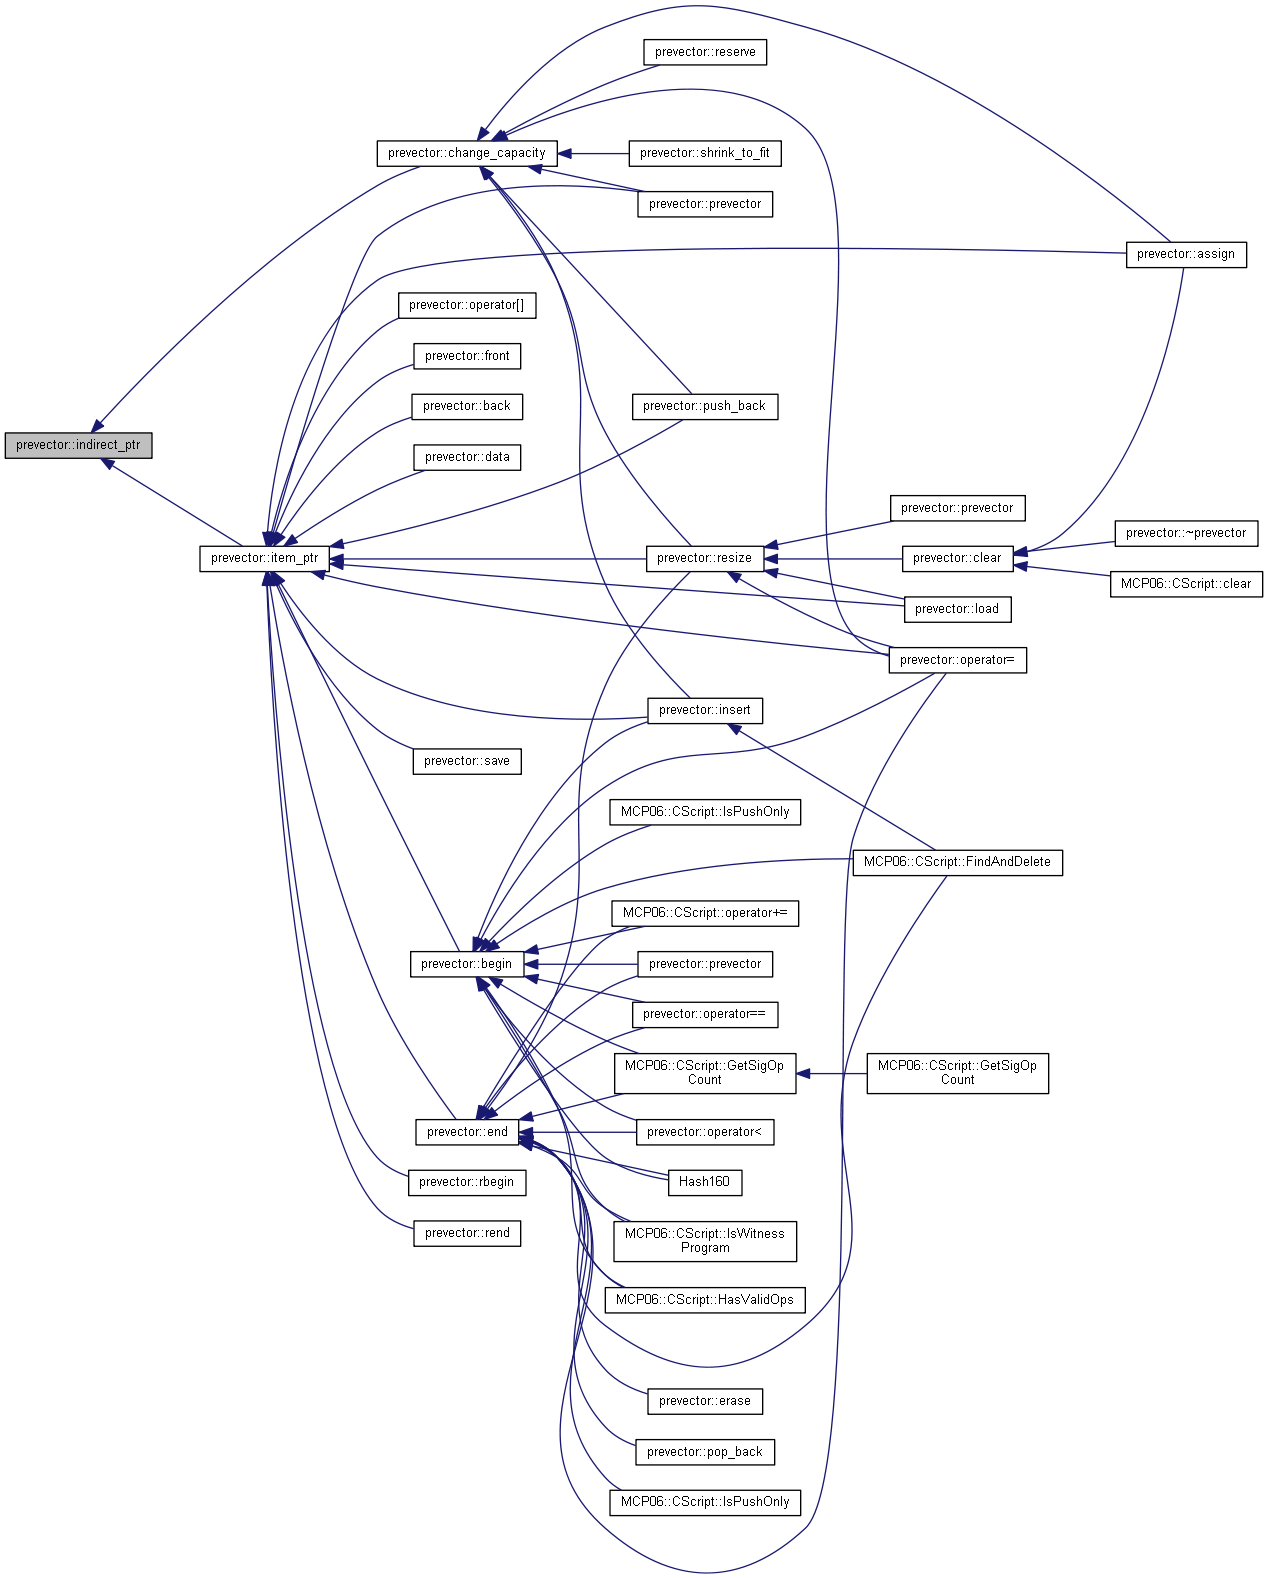 prevector::reserve
prevector::change_capacity
prevector::shrink_to_fit
prevector::prevector
prevector::assign
prevector::operator[]
prevector::front
prevector::back
prevector::push_back
prevector::indirect_ptr
prevector::data
prevector::item_ptr
prevector::resize
prevector::prevector
prevector::clear
prevector::~prevector
MCP06::CScript::clear
prevector::load
prevector::operator=
prevector::insert
prevector::save
MCP06::CScript::IsPushOnly
MCP06::CScript::FindAndDelete
MCP06::CScript::operator+=
prevector::begin
prevector::prevector
prevector::operator==
MCP06::CScript::GetSigOp
Count
MCP06::CScript::GetSigOp
Count
prevector::end
prevector::operator<
prevector::rbegin
Hash160
prevector::rend
MCP06::CScript::IsWitness
Program
MCP06::CScript::HasValidOps
prevector::erase
prevector::pop_back
MCP06::CScript::IsPushOnly